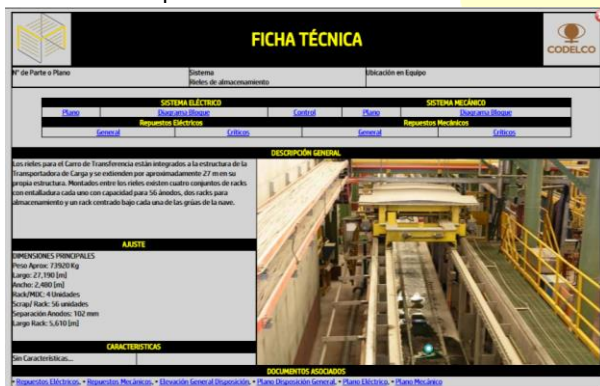 FICHA TÉCNICA
CODELCO
N° de Parte o Plano
Sistema
Rieles de almacenamiento
Ubicación en Equipo
SISTEMA ELÉCTRICO
SISTEMA MECÁNICO
Plano Diagrama Bloque Control Plano Diagrama Bloque
Repuestos Eléctricos
Repuestos Mecánicos
General Críticos General Críticos
DESCRIPCIÓN GENERAL
Los rieles para el Carro de Transferencia están integrados a la estructura de la
Transportadora de Carga y se extienden por aproximadamente 27 m en su
propia estructura. Montados entre los rieles existen cuatro conjuntos de racks
con entalladura cada uno con capacidad para 56 ánodos, dos racks para
almacenamiento y un rack centrado bajo cada una de las grúas de la nave.
AJUSTE
DIMENSIONES PRINCIPALES
Peso Aprox: 73920 Kg
Largo: 27,190 [m]
Ancho: 2,480 [m]
Rack/MDC: 4 Unidades
Scrap/ Rack: 56 unidades
Separación Anodos: 102 mm
Largo Rack: 5,610 [m]
CARACTERISTICAS
Sin Características...
DOCUMENTOS ASOCIADOS
• Repuestos Eléctricos. • Repuestos Mecánicos. • Elevación General Disposición. • Plano Disposición General. • Plano Eléctrico. • Plano Mecánico